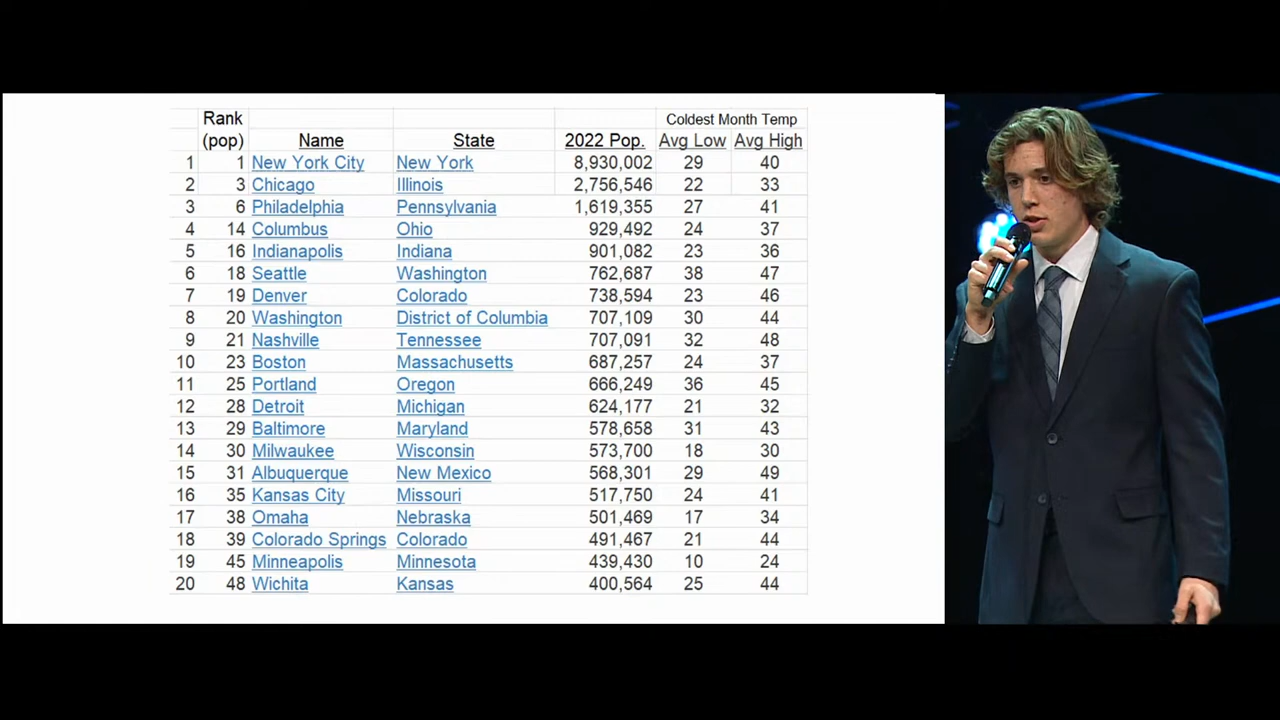 Rank Coldest Month Temp
(pop) Name State 2022 Pop. Avg Low Avg High
1 1 New York City New York 8,930,002 29 40
2 3 Chicago Illinois 2,756,546 22 33
3 6 Philadelphia Pennsylvania 1,619,355 27 41
4 14 Columbus Ohio 929,492 24 37
5 16 Indianapolis Indiana 901,082 23 36
6 18 Seattle Washington 762,687 38 47
7 19 Denver Colorado 738,594 23 46
8 20 Washington District of Columbia 707,109 30 44
9 21 Nashville Tennessee 707,091 32 48
10 23 Boston Massachusetts 687,257 24 37
11 25 Portland Oregon 666,249 36 45
12 28 Detroit Michigan 624,177 21 32
13 29 Baltimore Maryland 578,658 31 43
14 30 Milwaukee Wisconsin 573,700 18 30
15 31 Albuquerque New Mexico 568,301 29 49
16 35 Kansas City Missouri 517,750 24 41
17 38 Omaha Nebraska 501,469 17 34
18 39 Colorado Springs Colorado 491,467 21 44
19 45 Minneapolis Minnesota 439,430 10 24
20 48 Wichita Kansas 400,564 25 44